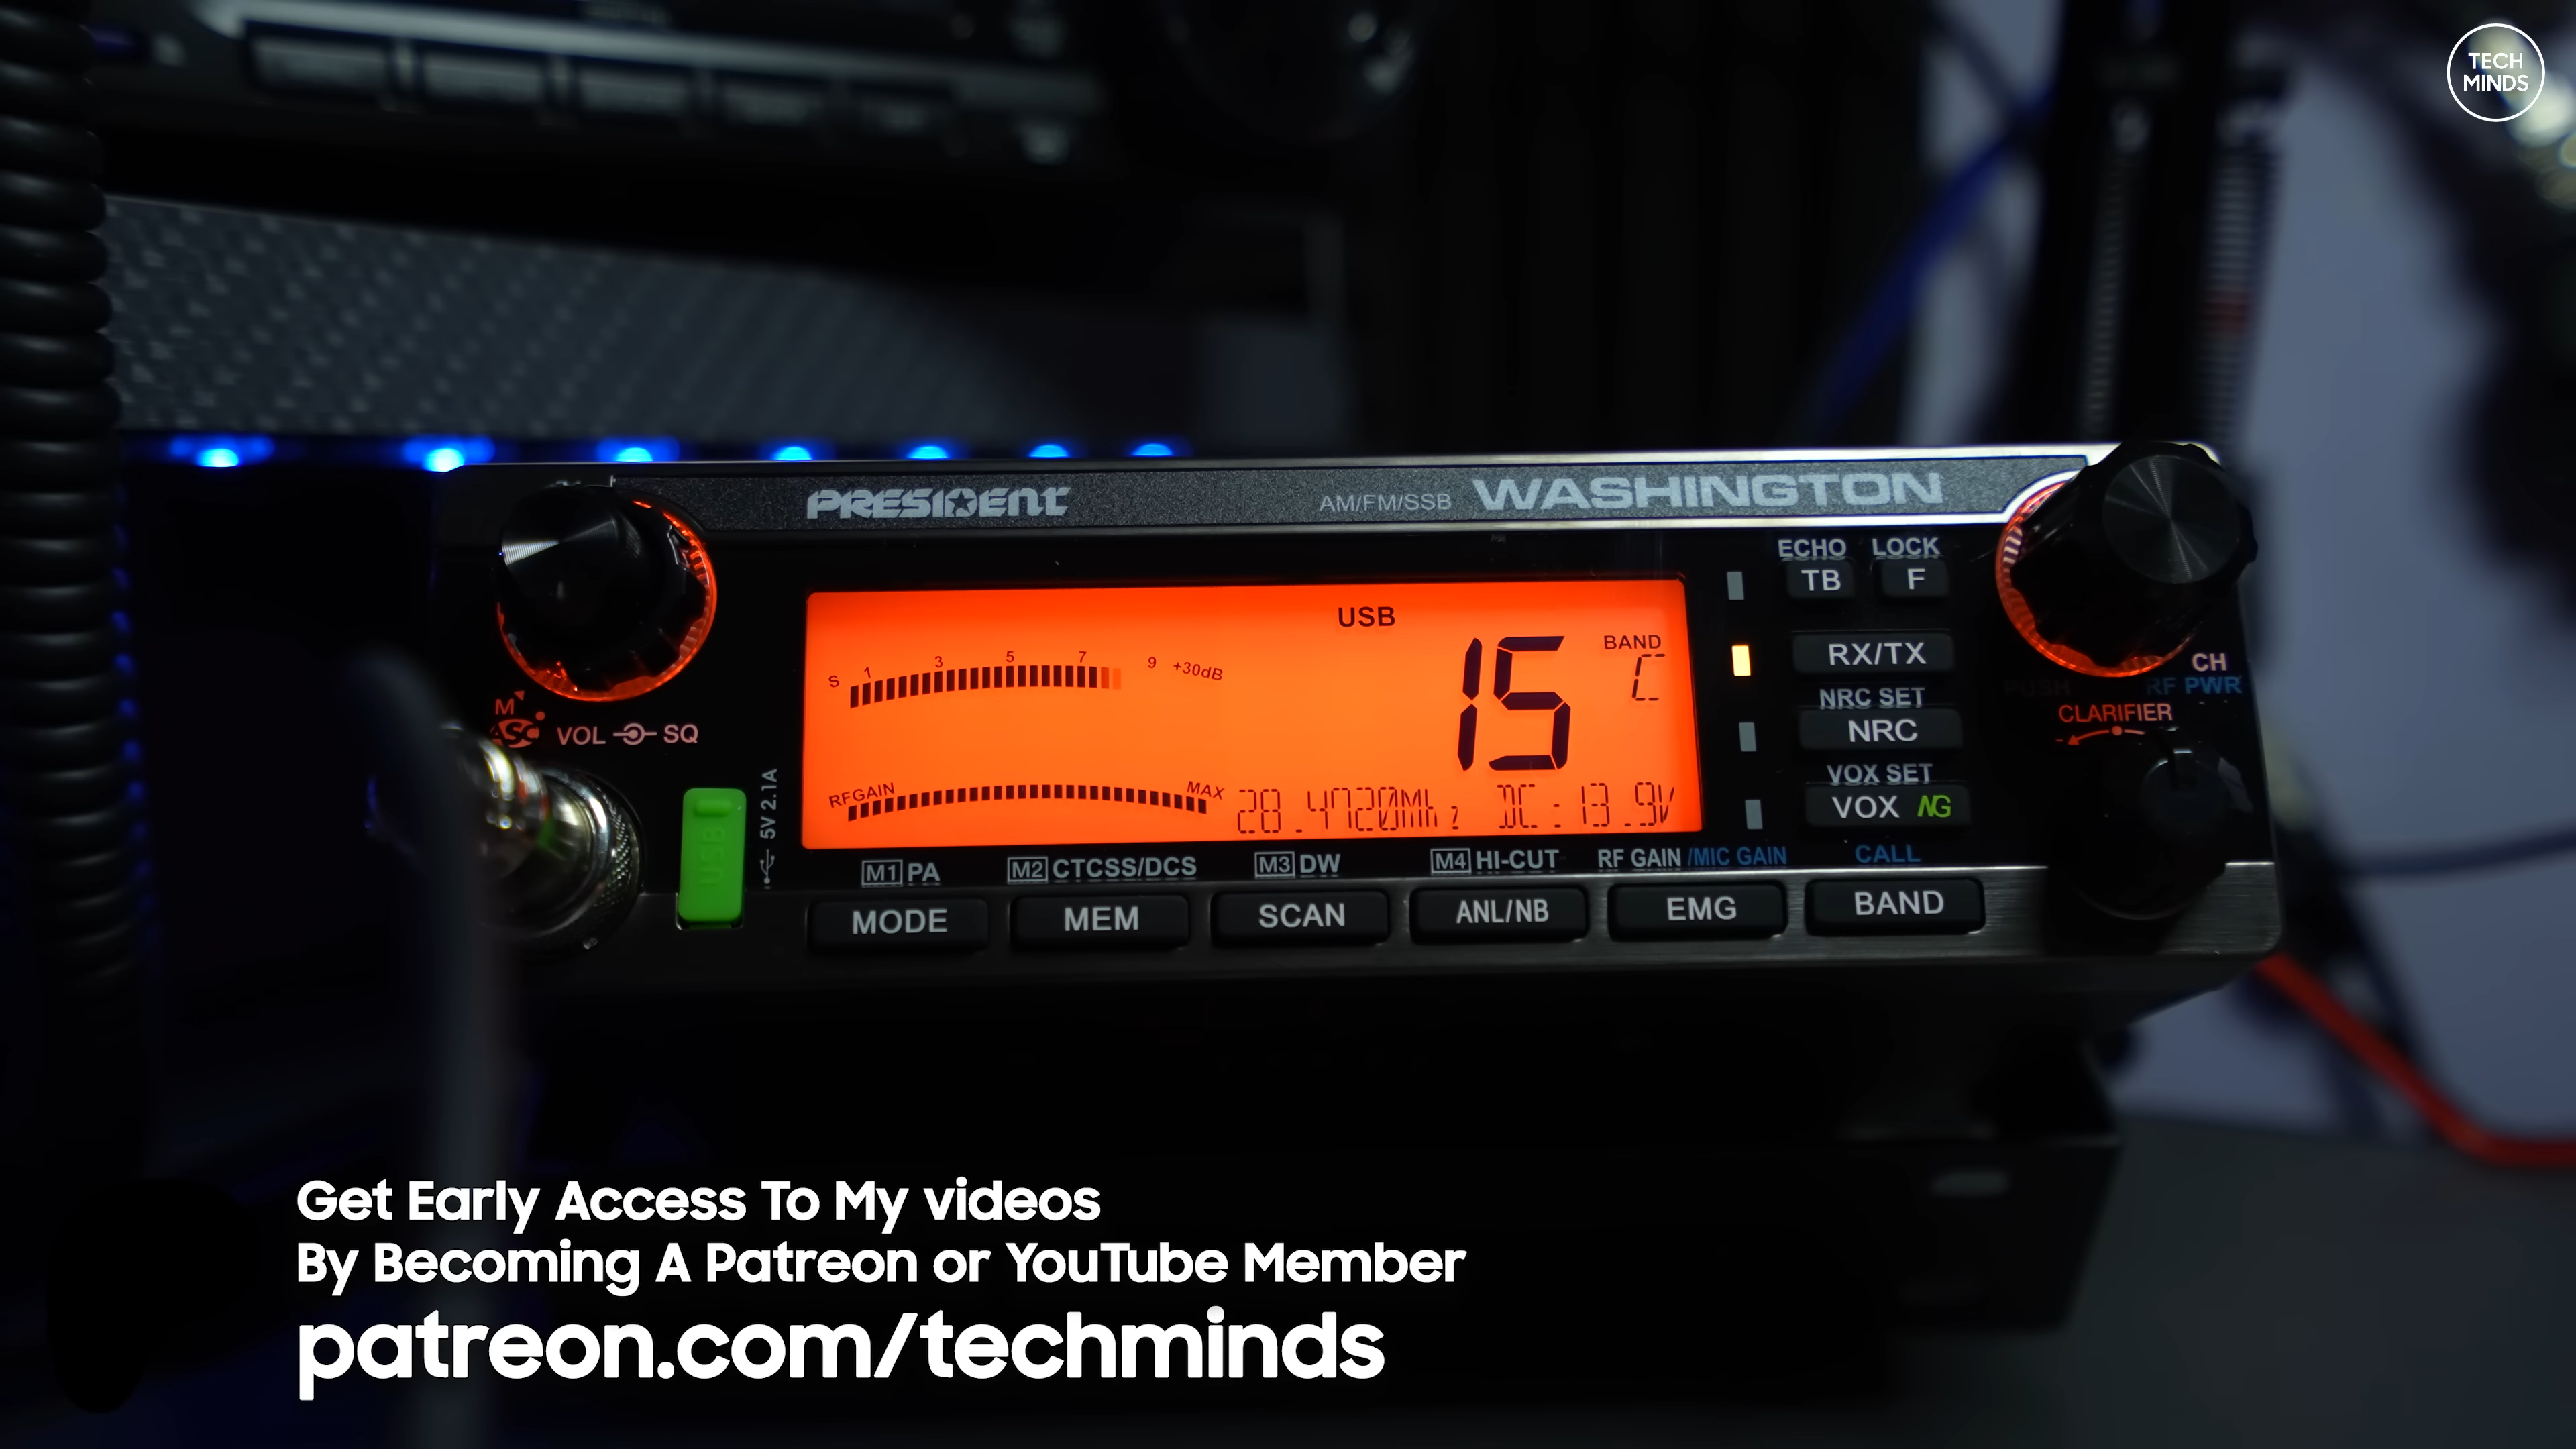 TECH
MINDS
PRESIDENT
AM/FM/SSB WASHINGTON
ECHO LOCK
TB F
USB
BAND
15 C
S 1 3 5 7 9 +30dB
RX/TX
CH
PUSH RF PWR
NRC SET
CLARIFIER
M
ASC VOL SQ
NRC
5V 2.1A
USB
VOX SET
RFGAIN MAX 28.4720MHz DC:13.9V
VOX NG
M1 PA M2 CTCSS/DCS M3 DW M4 HI-CUT RF GAIN /MIC GAIN CALL
MODE MEM SCAN ANL/NB EMG BAND
Get Early Access To My videos
By Becoming A Patreon or YouTube Member
patreon.com/techminds